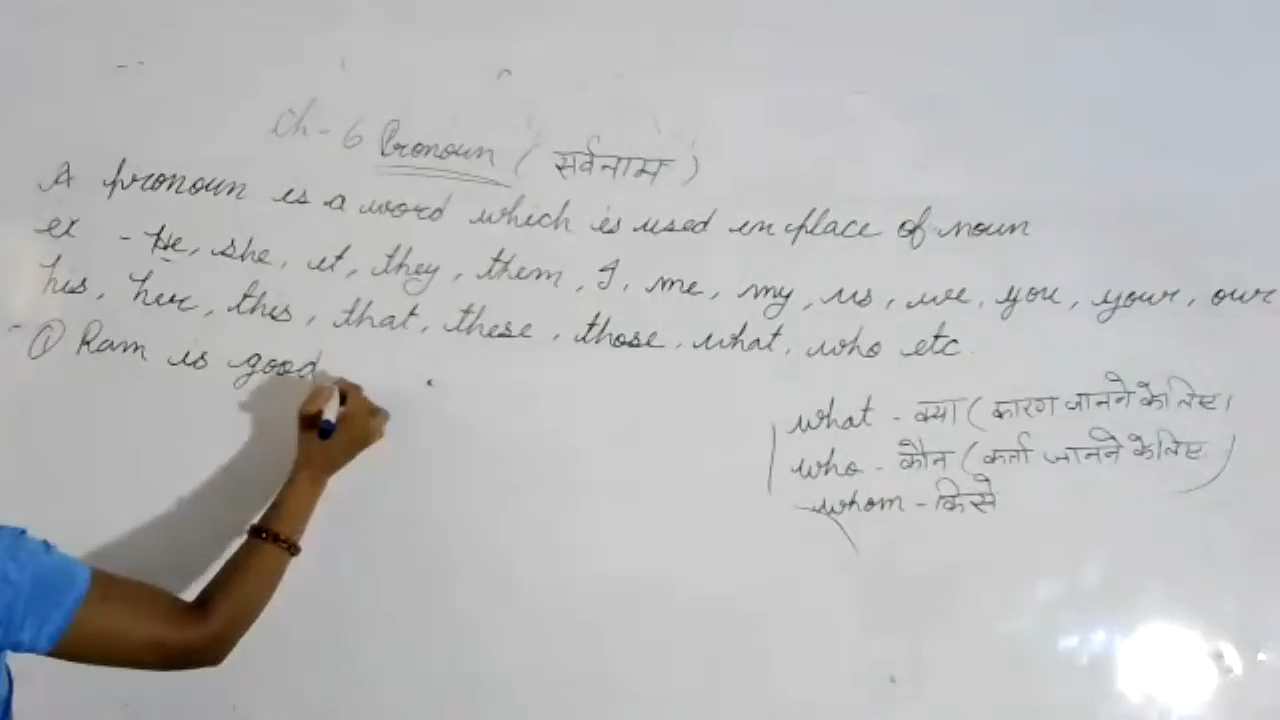 Ch-6 Pronoun (सर्वनाम)
A pronoun is a word which is used in place of noun
ex - He, she, it, they, them, I, me, my, us, we, you, your, our
his, her, this, that, these, those, what, who etc.
① Ram is good
what - क्या (कारण जानने के लिए)
who - कौन (कर्ता जानने के लिए)
whom - किसे